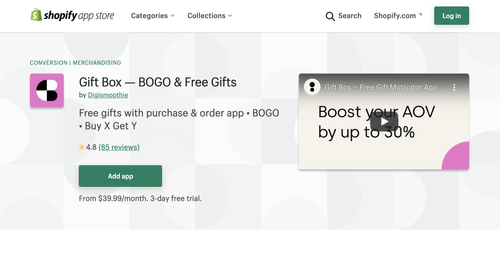 shopify app store
Categories
Collections
Search
Shopify.com
Log in
CONVERSION | MERCHANDISING
Gift Box — BOGO & Free Gifts
by Digismoothie
Free gifts with purchase & order app • BOGO
• Buy X Get Y
4.8 (85 reviews)
Add app
From $39.99/month. 3-day free trial.
Gift Box – Free Gift Motivator App
Boost your AOV
by up to 30%